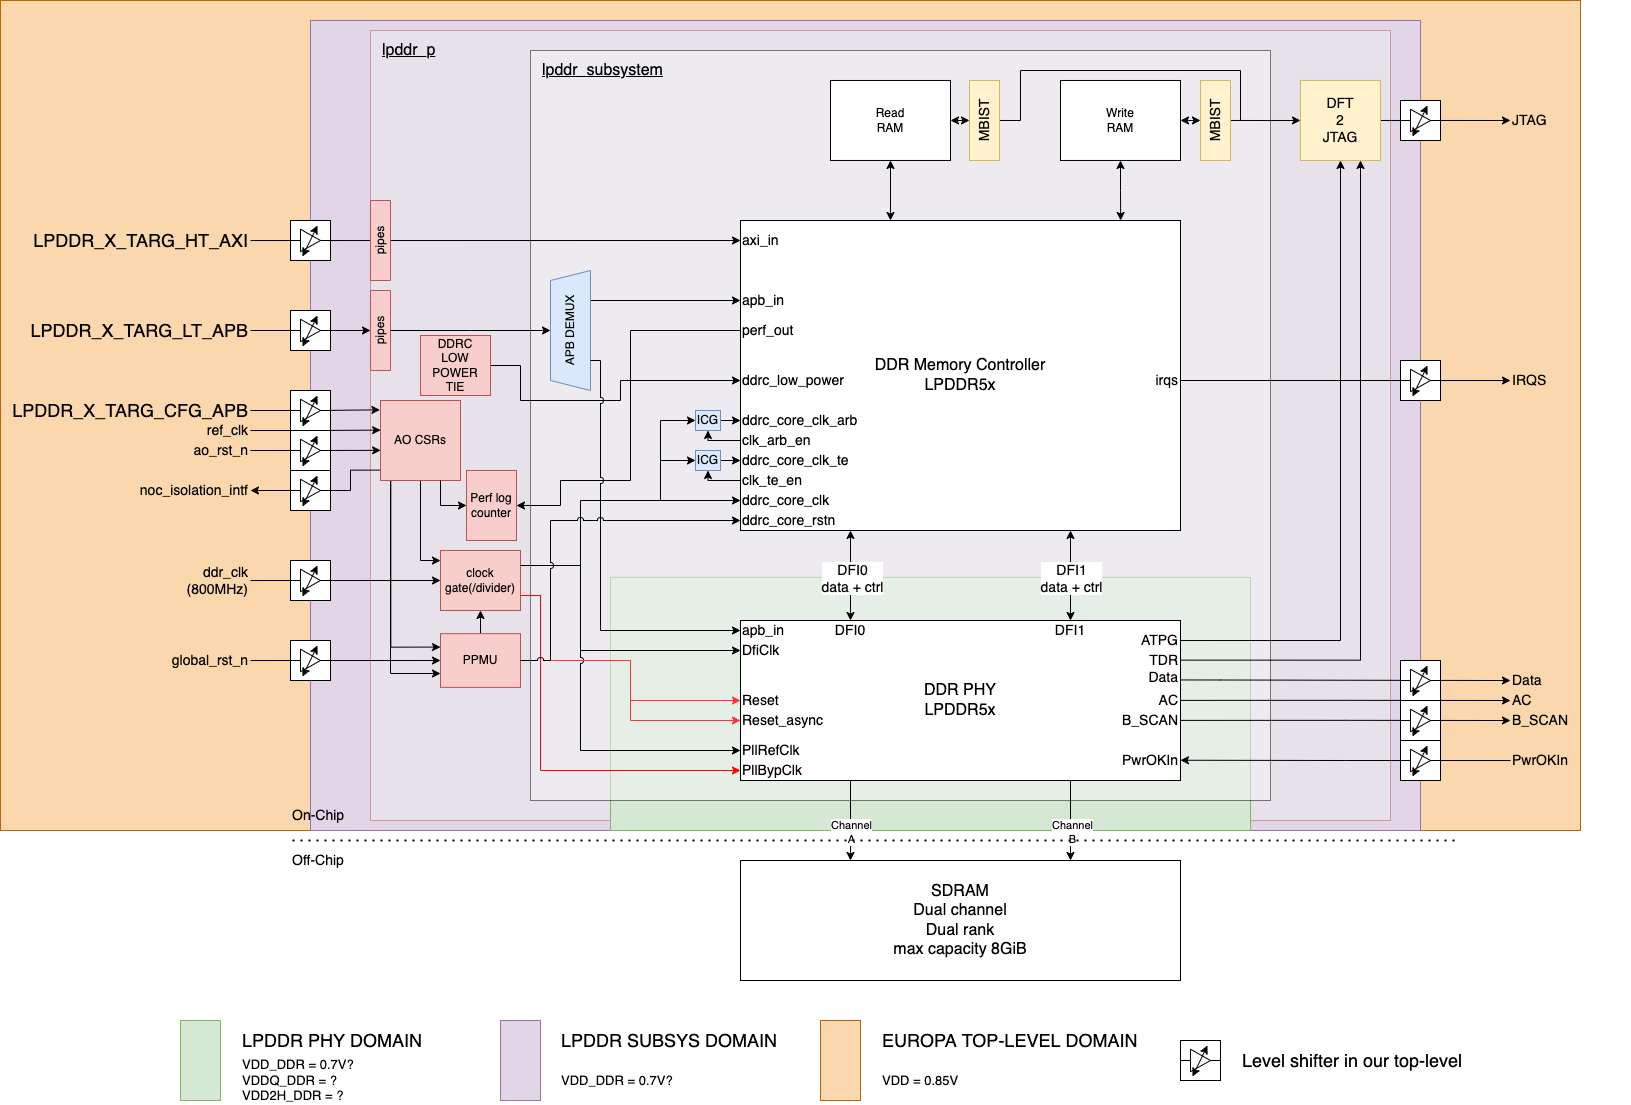 lpddr_p
lpddr_subsystem
Read
RAM
MBIST
Write
RAM
MBIST
DFT
2
JTAG
JTAG
LPDDR_X_TARG_HT_AXI
pipes
axi_in
LPDDR_X_TARG_LT_APB
pipes
APB DEMUX
apb_in
perf_out
DDRC
LOW
POWER
TIE
DDR Memory Controller
LPDDR5x
ddrc_low_power
irqs
IRQS
LPDDR_X_TARG_CFG_APB
ref_clk
ao_rst_n
noc_isolation_intf
AO CSRs
ICG
ddrc_core_clk_arb
clk_arb_en
ICG
ddrc_core_clk_te
clk_te_en
ddrc_core_clk
ddrc_core_rstn
Perf log
counter
ddr_clk
(800MHz)
clock
gate(/divider)
DFI0
data + ctrl
DFI1
data + ctrl
global_rst_n
PPMU
apb_in
DfiClk
DFI0
DFI1
DDR PHY
LPDDR5x
Reset
Reset_async
PllRefClk
PllBypClk
ATPG
TDR
Data
AC
B_SCAN
PwrOKIn
Data
AC
B_SCAN
PwrOKIn
On-Chip
Channel
A
Channel
B
Off-Chip
SDRAM
Dual channel
Dual rank
max capacity 8GiB
LPDDR PHY DOMAIN
VDD_DDR = 0.7V?
VDDQ_DDR = ?
VDD2H_DDR = ?
LPDDR SUBSYS DOMAIN
VDD_DDR = 0.7V?
EUROPA TOP-LEVEL DOMAIN
VDD = 0.85V
Level shifter in our top-level